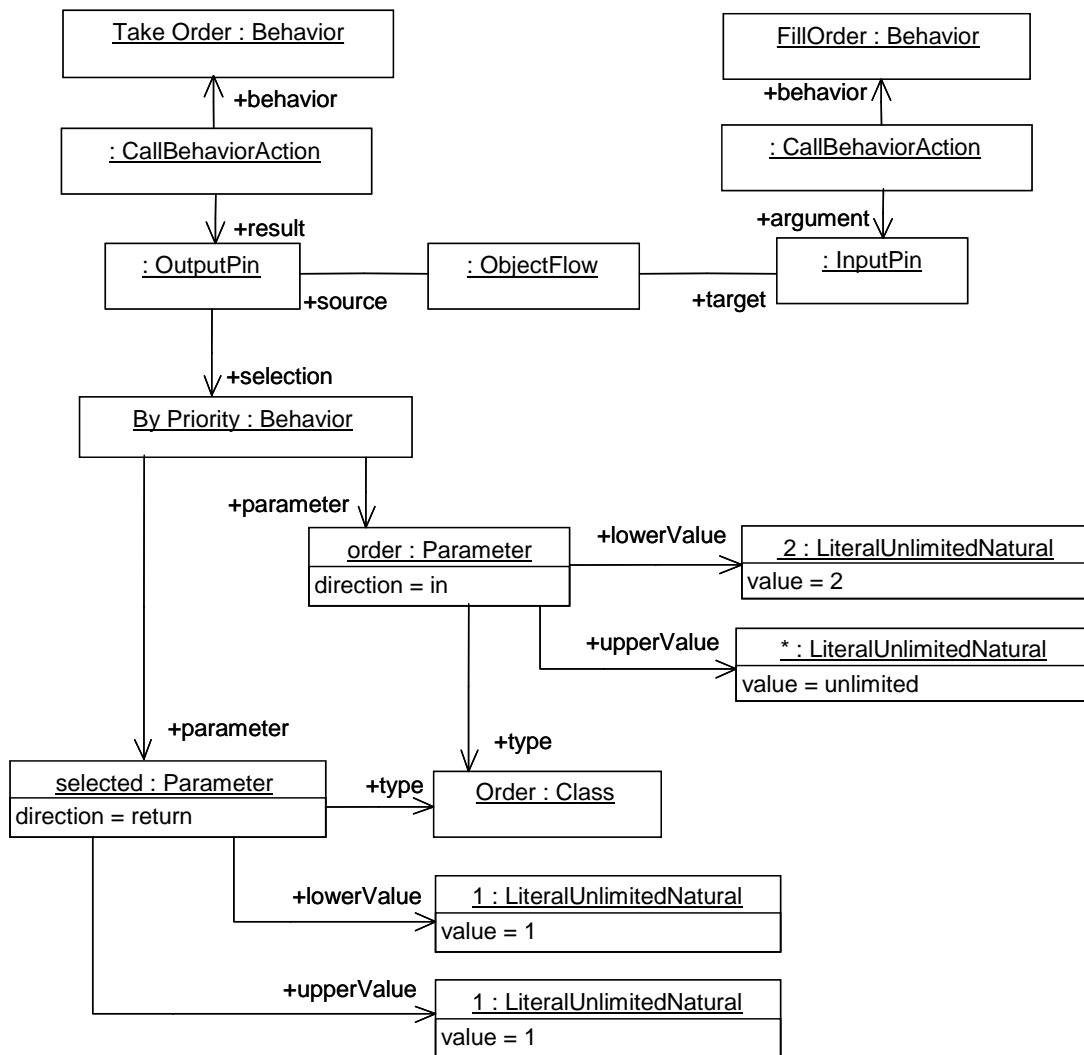 Take Order : Behavior
FillOrder : Behavior
+behavior
+behavior
: CallBehaviorAction
: CallBehaviorAction
+result
+argument
: OutputPin
: ObjectFlow
: InputPin
+source
+target
+selection
By Priority : Behavior
+parameter
+lowerValue
order : Parameter
direction = in
2 : LiteralUnlimitedNatural
value = 2
+upperValue
* : LiteralUnlimitedNatural
value = unlimited
+parameter
+type
selected : Parameter
direction = return
+type
Order : Class
+lowerValue
1 : LiteralUnlimitedNatural
value = 1
+upperValue
1 : LiteralUnlimitedNatural
value = 1